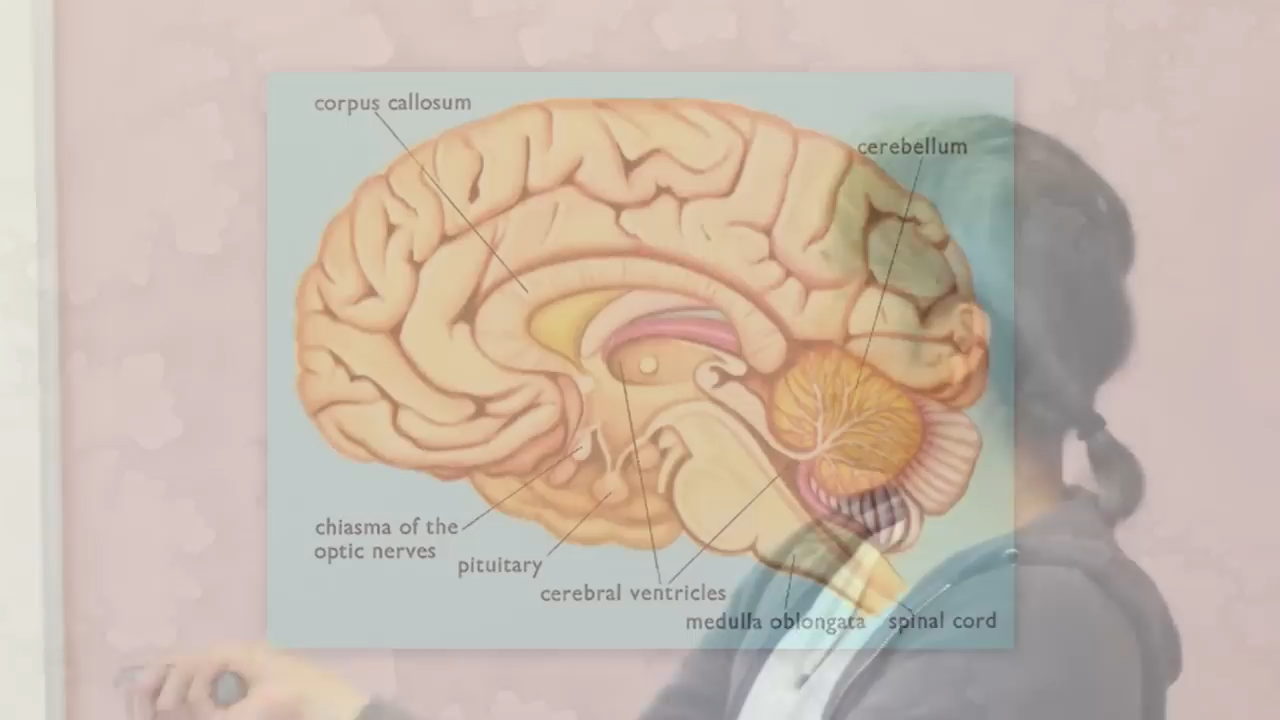 corpus callosum
cerebellum
chiasma of the
optic nerves
pituitary
cerebral ventricles
medulla oblongata
spinal cord